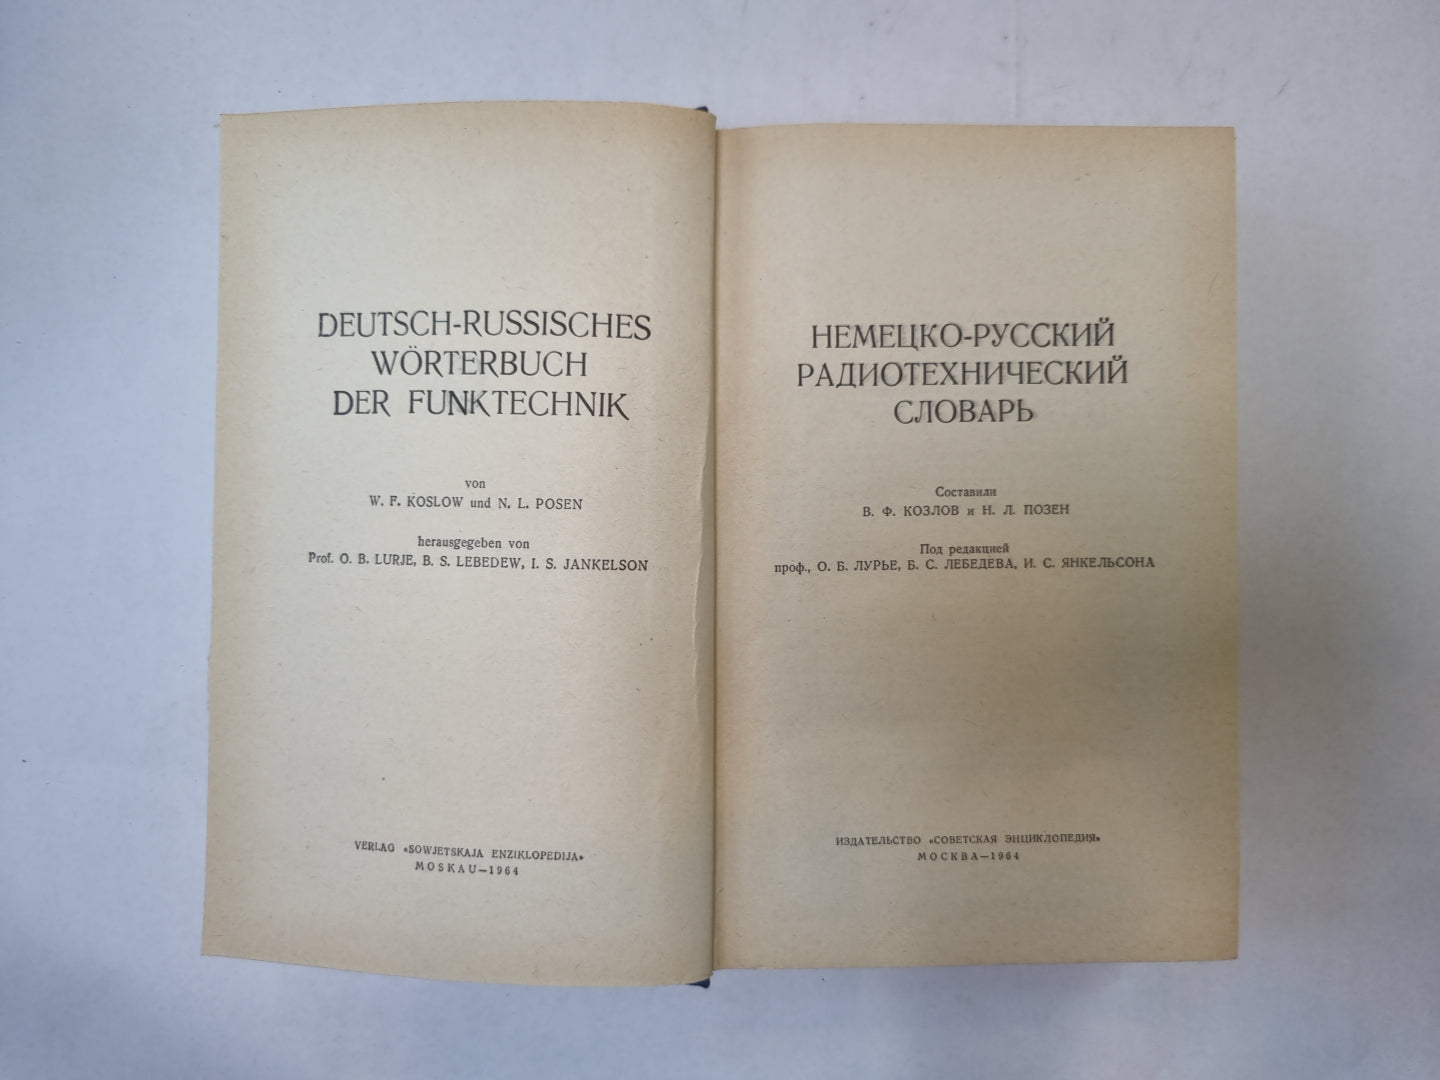 DEUTSCH-RUSSISCHES
WÖRTERBUCH
DER FUNKTECHNIK
von
W. F. KOSLOW und N. L. POSEN
herausgegeben von
Prof. O. B. LURJE, B. S. LEBEDEW, I. S. JANKELSON
VERLAG «SOWJETSKAJA ENZIKLOPEDIJA»
MOSKAU—1964
НЕМЕЦКО-РУССКИЙ
РАДИОТЕХНИЧЕСКИЙ
СЛОВАРЬ
Составили
В. Ф. КОЗЛОВ и Н. Л. ПОЗЕН
Под редакцией
проф., О. Б. ЛУРЬЕ, Б. С. ЛЕБЕДЕВА, И. С. ЯНКЕЛЬСОНА
ИЗДАТЕЛЬСТВО «СОВЕТСКАЯ ЭНЦИКЛОПЕДИЯ»
МОСКВА—1964